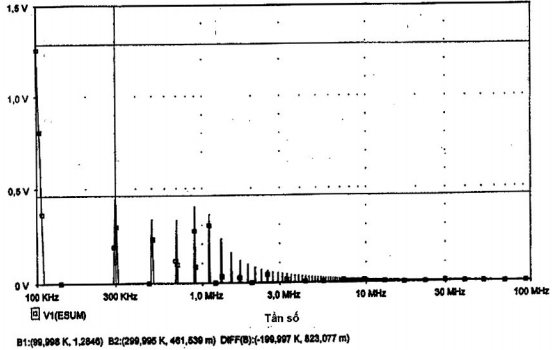 1,5 V
1,0 V
0,5 V
0 V
100 KHz 300 KHz 1,0 MHz 3,0 MHz 10 MHz 30 MHz 100 MHz
V1(ESUM)
Tần số
B1:(99,998 K, 1,2846) B2:(299,995 K, 461,539 m) DIFF(B):(-199,997 K, 823,077 m)